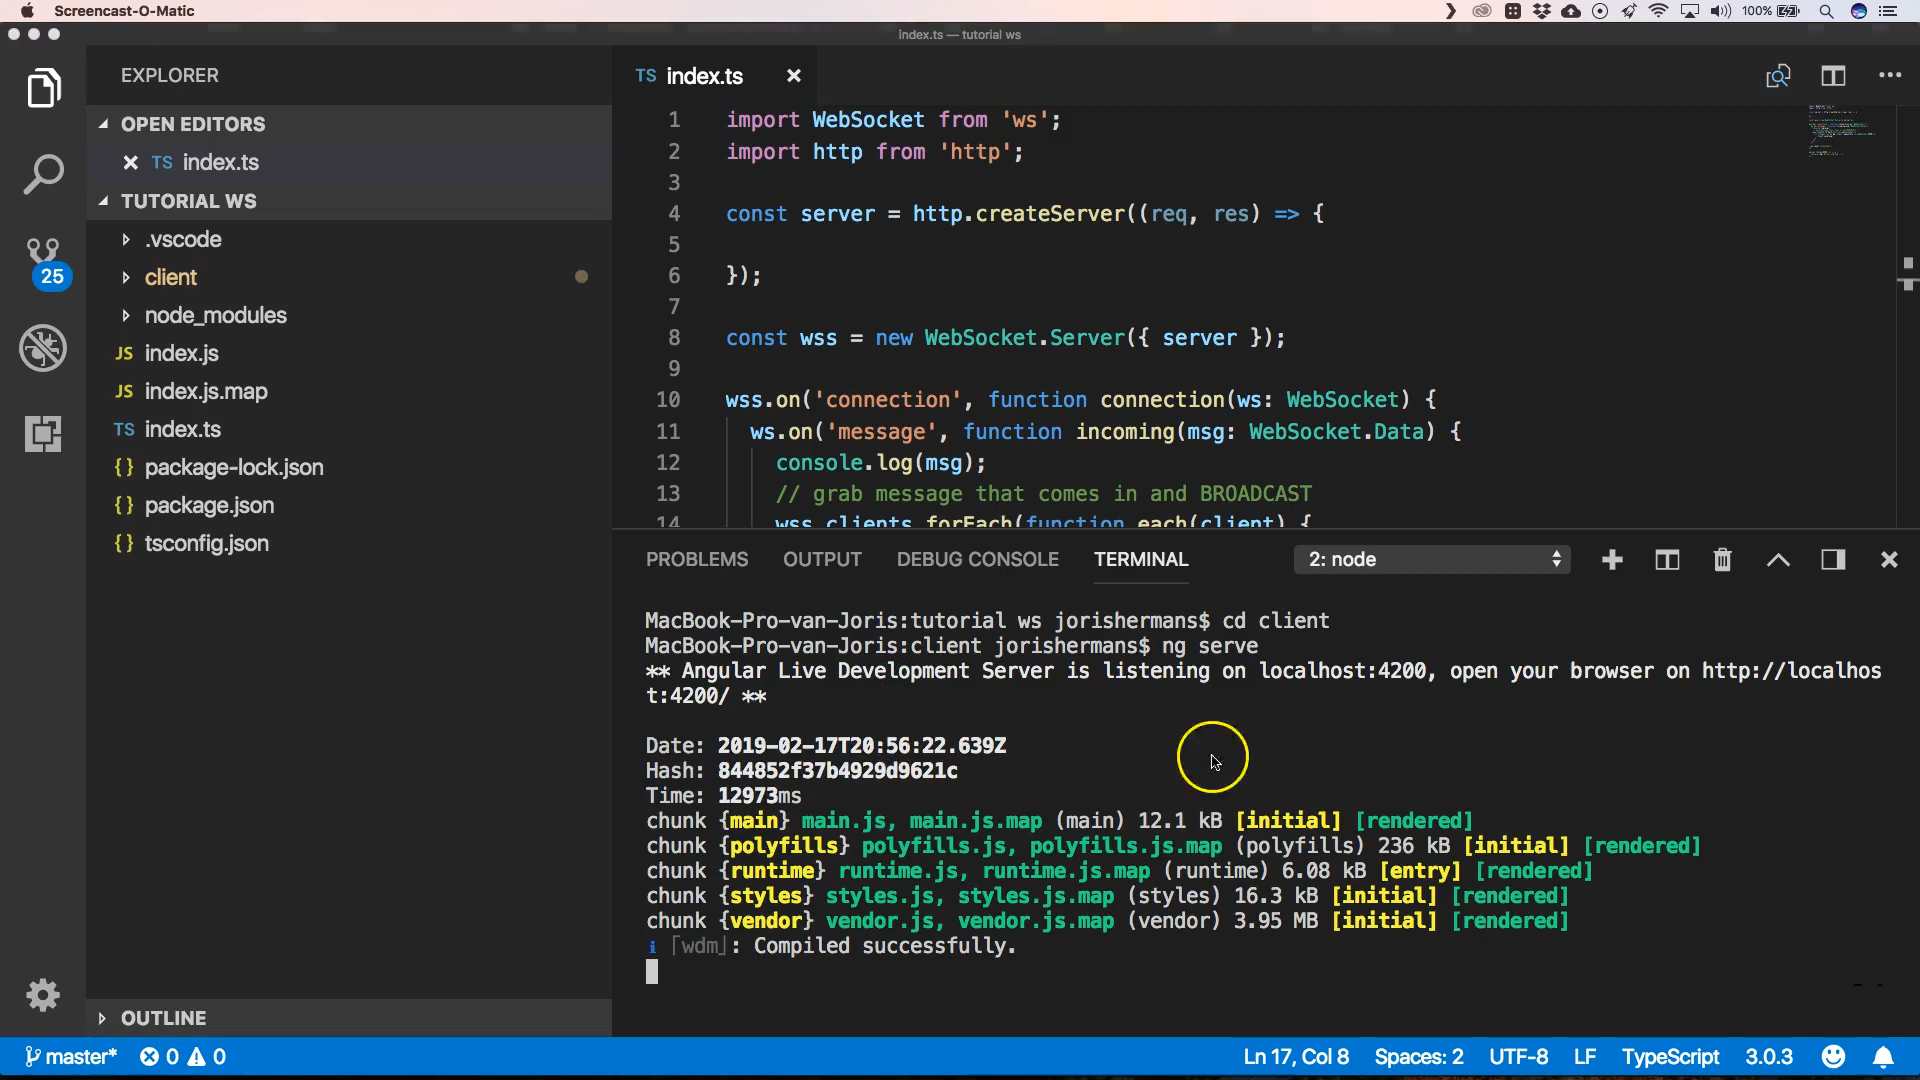 Screencast-O-Matic
100%
index.ts — tutorial ws
EXPLORER
OPEN EDITORS
TS index.ts
TUTORIAL WS
.vscode
client
node_modules
JS index.js
JS index.js.map
TS index.ts
{} package-lock.json
{} package.json
{} tsconfig.json
OUTLINE
25
TS index.ts
1 import WebSocket from 'ws';
2 import http from 'http';
3
4 const server = http.createServer((req, res) => {
5
6 });
7
8 const wss = new WebSocket.Server({ server });
9
10 wss.on('connection', function connection(ws: WebSocket) {
11 ws.on('message', function incoming(msg: WebSocket.Data) {
12 console.log(msg);
13 // grab message that comes in and BROADCAST
14 wss.clients.forEach(function each(client) {
PROBLEMS OUTPUT DEBUG CONSOLE TERMINAL 2: node
MacBook-Pro-van-Joris:tutorial ws jorishermans$ cd client
MacBook-Pro-van-Joris:client jorishermans$ ng serve
** Angular Live Development Server is listening on localhost:4200, open your browser on http://localhos
t:4200/ **
Date: 2019-02-17T20:56:22.639Z
Hash: 844852f37b4929d9621c
Time: 12973ms
chunk {main} main.js, main.js.map (main) 12.1 kB [initial] [rendered]
chunk {polyfills} polyfills.js, polyfills.js.map (polyfills) 236 kB [initial] [rendered]
chunk {runtime} runtime.js, runtime.js.map (runtime) 6.08 kB [entry] [rendered]
chunk {styles} styles.js, styles.js.map (styles) 16.3 kB [initial] [rendered]
chunk {vendor} vendor.js, vendor.js.map (vendor) 3.95 MB [initial] [rendered]
i ｢wdm｣: Compiled successfully.
master* 0 0 Ln 17, Col 8 Spaces: 2 UTF-8 LF TypeScript 3.0.3